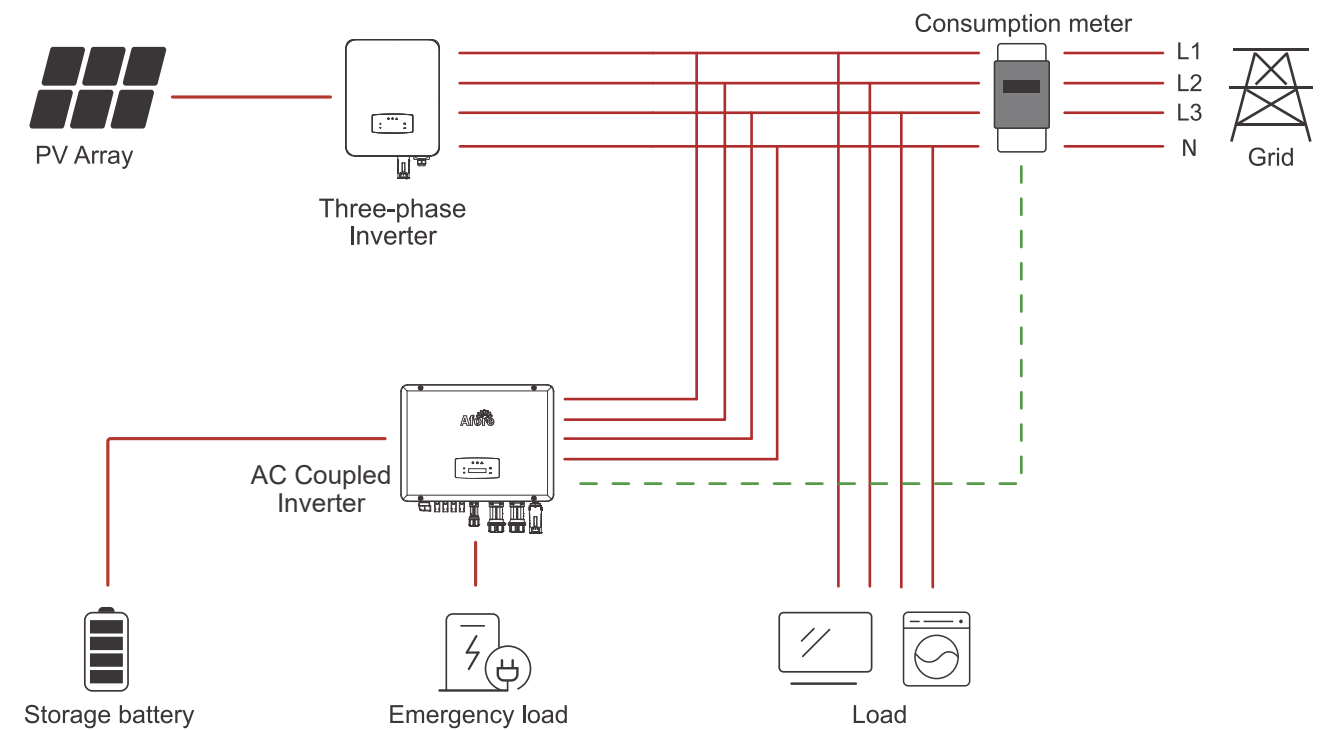 Consumption meter
L1
L2
L3
N
Grid
PV Array
Three-phase
Inverter
Afore
AC Coupled
Inverter
Storage battery
Emergency load
Load